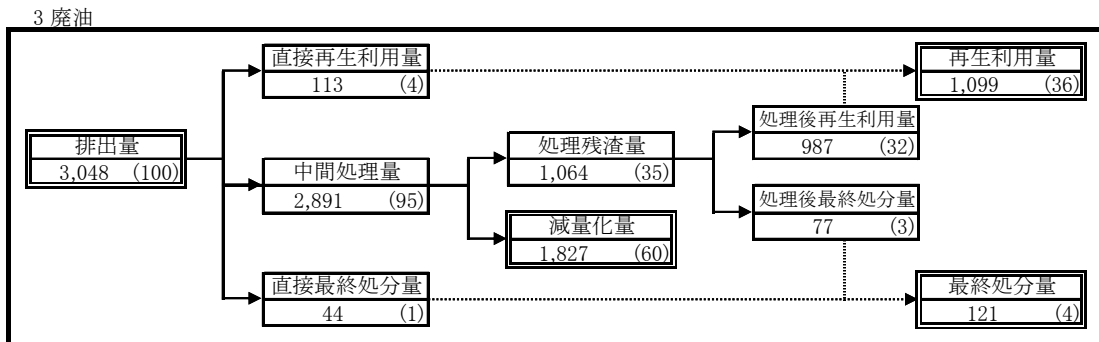 3 廃油
直接再生利用量
113 (4)
再生利用量
1,099 (36)
処理後再生利用量
987 (32)
排出量
3,048 (100)
中間処理量
2,891 (95)
処理残渣量
1,064 (35)
処理後最終処分量
77 (3)
減量化量
1,827 (60)
直接最終処分量
44 (1)
最終処分量
121 (4)